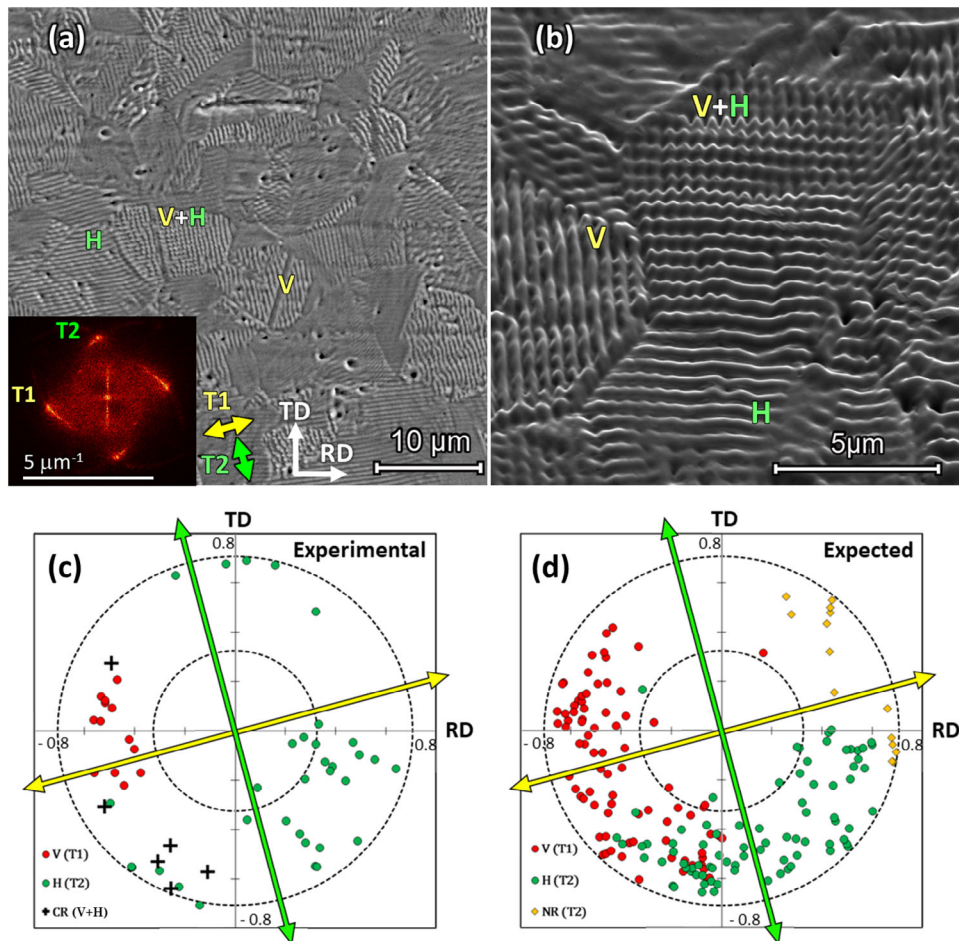 (a)
V+H
H
V
T2
T1
5 µm⁻¹
T1
T2
TD
RD
10 µm
(b)
V+H
V
H
5µm
(c)
TD
0.8
Experimental
RD
- 0.8
0.8
- 0.8
V (T1)
H (T2)
CR (V+H)
(d)
TD
0.8
Expected
RD
- 0.8
0.8
- 0.8
V (T1)
H (T2)
NR (T2)